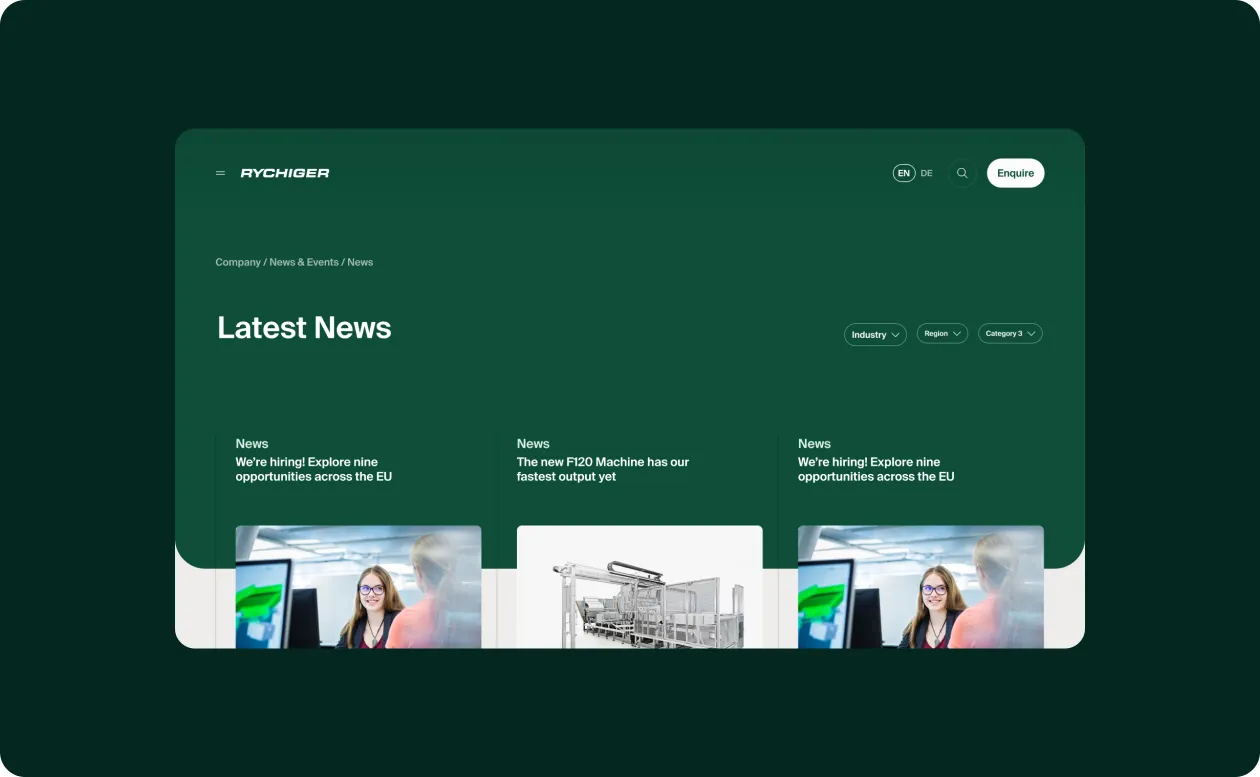 RYCHIGER
EN DE
Enquire
Company / News & Events / News
Latest News
Industry
Region
Category 3
News
We’re hiring! Explore nine
opportunities across the EU
News
The new F120 Machine has our
fastest output yet
News
We’re hiring! Explore nine
opportunities across the EU